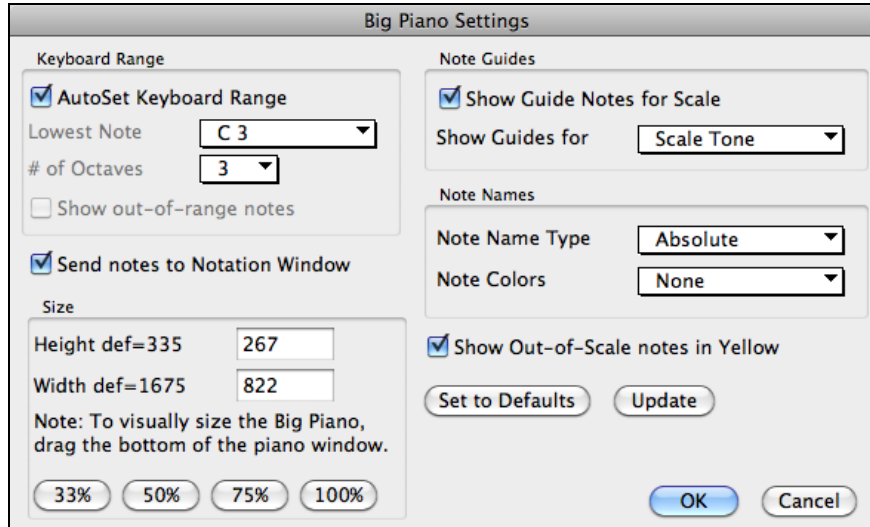 Big Piano Settings
Keyboard Range
AutoSet Keyboard Range
Lowest Note C 3
# of Octaves 3
Show out-of-range notes
Send notes to Notation Window
Size
Height def=335 267
Width def=1675 822
Note: To visually size the Big Piano,
drag the bottom of the piano window.
33% 50% 75% 100%
Note Guides
Show Guide Notes for Scale
Show Guides for Scale Tone
Note Names
Note Name Type Absolute
Note Colors None
Show Out-of-Scale notes in Yellow
Set to Defaults Update
OK Cancel